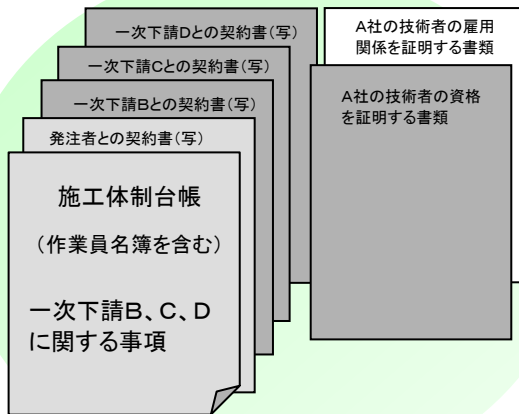 一次下請Dとの契約書(写)
一次下請Cとの契約書(写)
一次下請Bとの契約書(写)
発注者との契約書(写)
施工体制台帳
(作業員名簿を含む)
一次下請B、C、D
に関する事項
A社の技術者の雇用
関係を証明する書類
A社の技術者の資格
を証明する書類